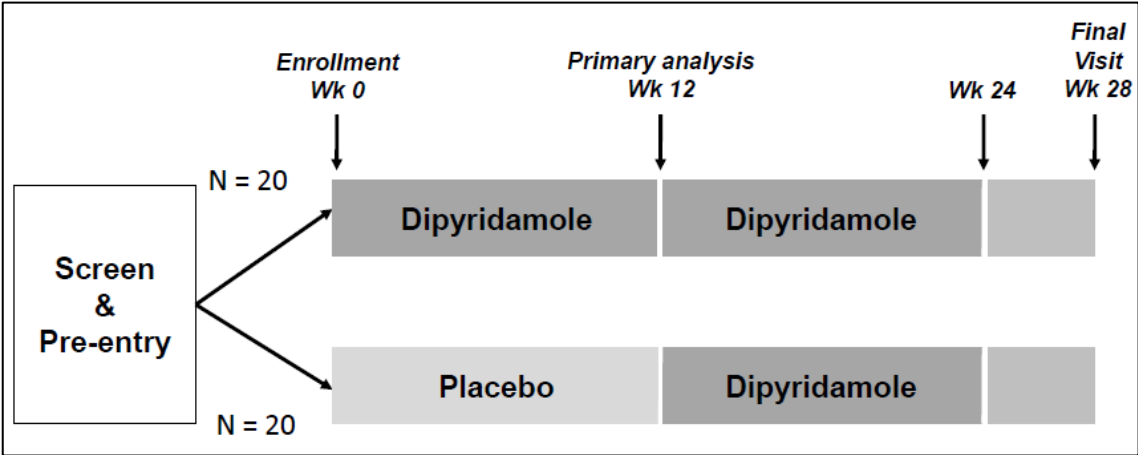 Enrollment
Wk 0
Primary analysis
Wk 12
Wk 24
Final
Visit
Wk 28
N = 20
Dipyridamole
Dipyridamole
Screen
&
Pre-entry
Placebo
Dipyridamole
N = 20